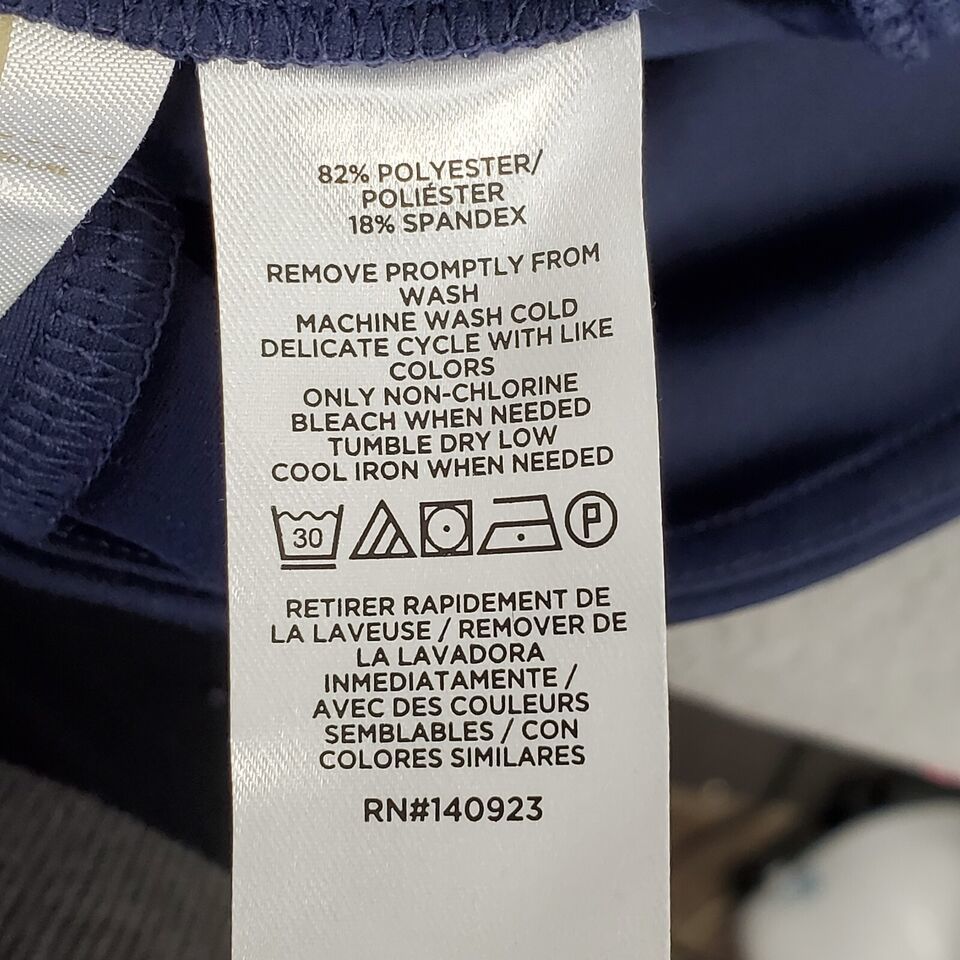 82% POLYESTER/
POLIÉSTER
18% SPANDEX
REMOVE PROMPTLY FROM
WASH
MACHINE WASH COLD
DELICATE CYCLE WITH LIKE
COLORS
ONLY NON-CHLORINE
BLEACH WHEN NEEDED
TUMBLE DRY LOW
COOL IRON WHEN NEEDED
30 P
RETIRER RAPIDEMENT DE
LA LAVEUSE / REMOVER DE
LA LAVADORA
INMEDIATAMENTE /
AVEC DES COULEURS
SEMBLABLES / CON
COLORES SIMILARES
RN#140923